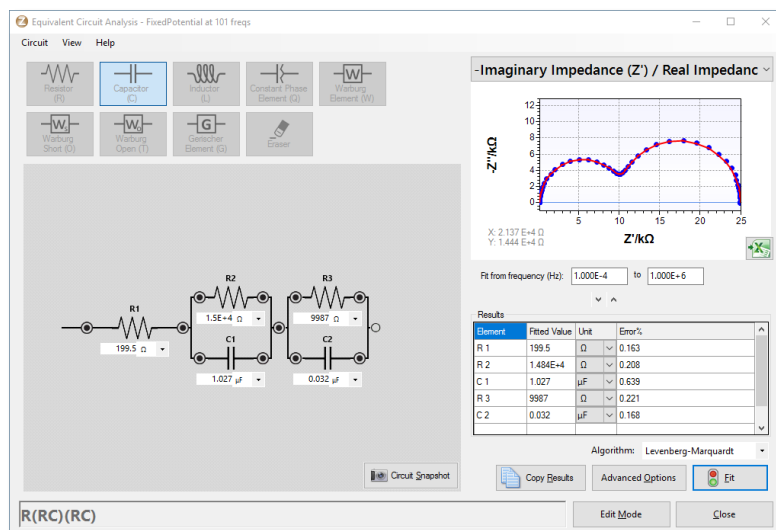 Equivalent Circuit Analysis - FixedPotential at 101 freqs
Circuit View Help
Resistor (R)
Capacitor (C)
Inductor (L)
Constant Phase Element (Q)
W
Warburg Element (W)
Ws
Warburg Short (O)
Wo
Warburg Open (T)
G
Gerischer Element (G)
Eraser
R1
199.5 Ω
R2
1.5E+4 Ω
C1
1.027 µF
R3
9987 Ω
C2
0.032 µF
Circuit Snapshot
R(RC)(RC)
-Imaginary Impedance (Z') / Real Impedanc
-Z''/kΩ
12
10
8
6
4
2
0
5 10 15 20 25
Z'/kΩ
X: 2.137 E+4 Ω
Y: 1.444 E+4 Ω
Fit from frequency (Hz): 1.000E-4 to 1.000E+6
Results
Element Fitted Value Unit Error%
R 1 199.5 Ω 0.163
R 2 1.484E+4 Ω 0.208
C 1 1.027 µF 0.639
R 3 9987 Ω 0.221
C 2 0.032 µF 0.168
Algorithm: Levenberg-Marquardt
Copy Results Advanced Options Fit
Edit Mode Close